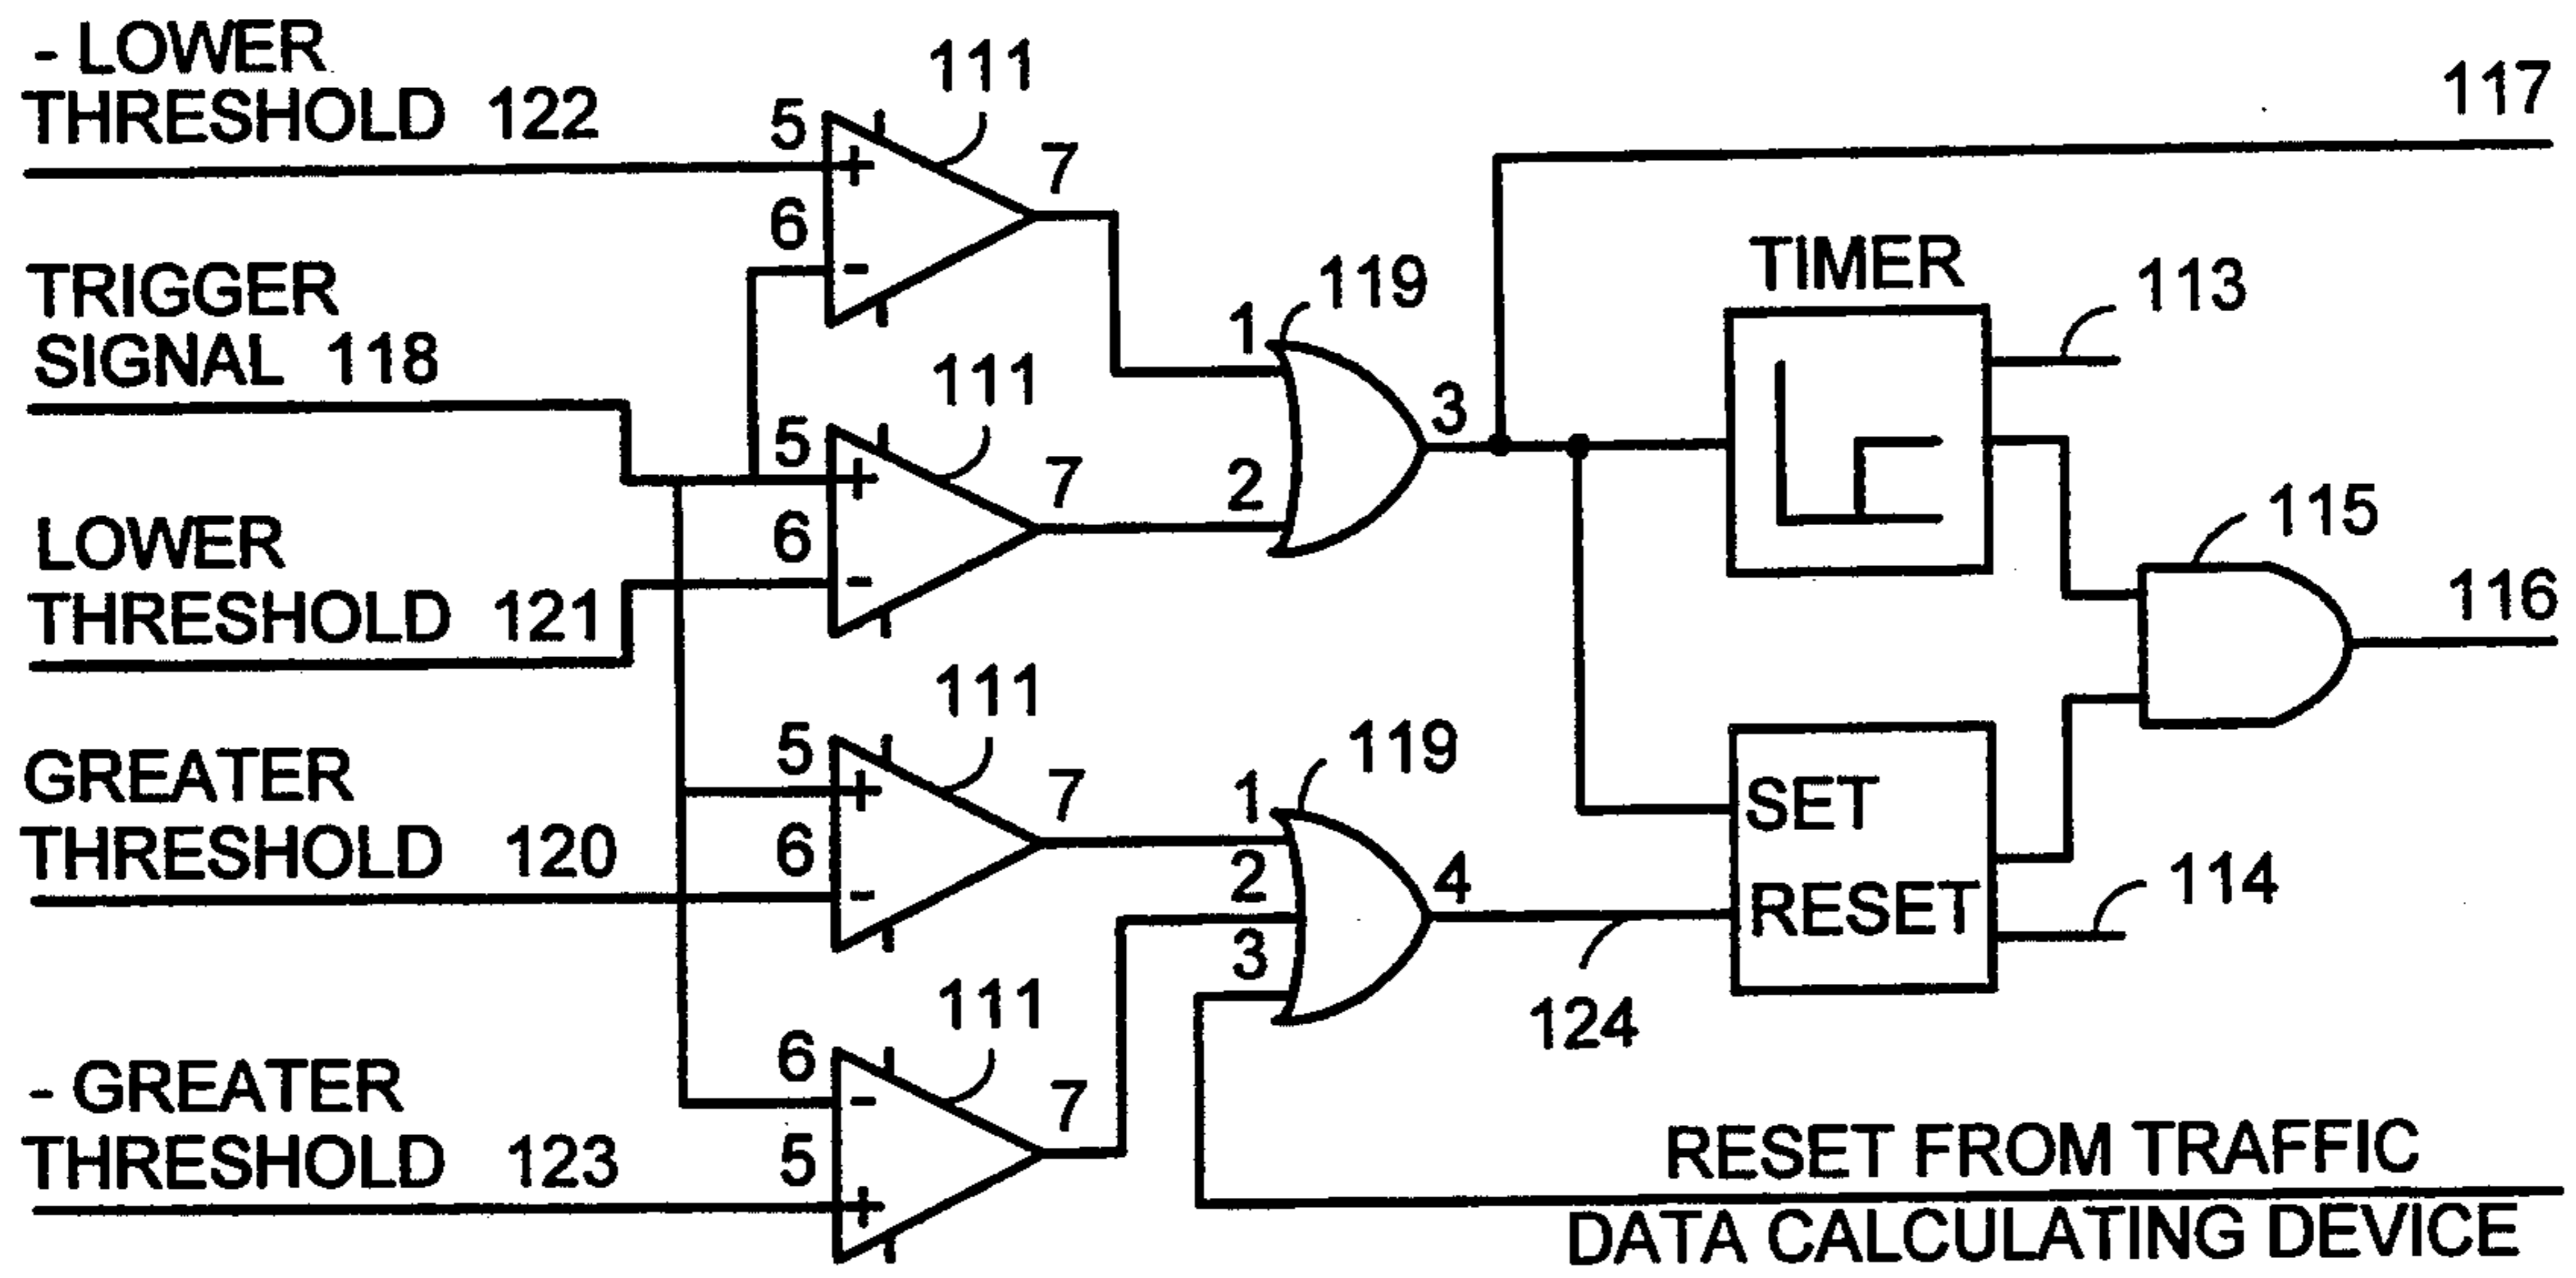 - LOWER
THRESHOLD 122
TRIGGER
SIGNAL 118
LOWER
THRESHOLD 121
GREATER
THRESHOLD 120
- GREATER
THRESHOLD 123
111
5
+
6
-
7
111
5
+
6
-
7
111
5
+
6
-
7
111
6
-
5
+
7
119
1
2
3
119
1
2
3
4
117
TIMER
113
115
116
SET
RESET
114
124
RESET FROM TRAFFIC
DATA CALCULATING DEVICE